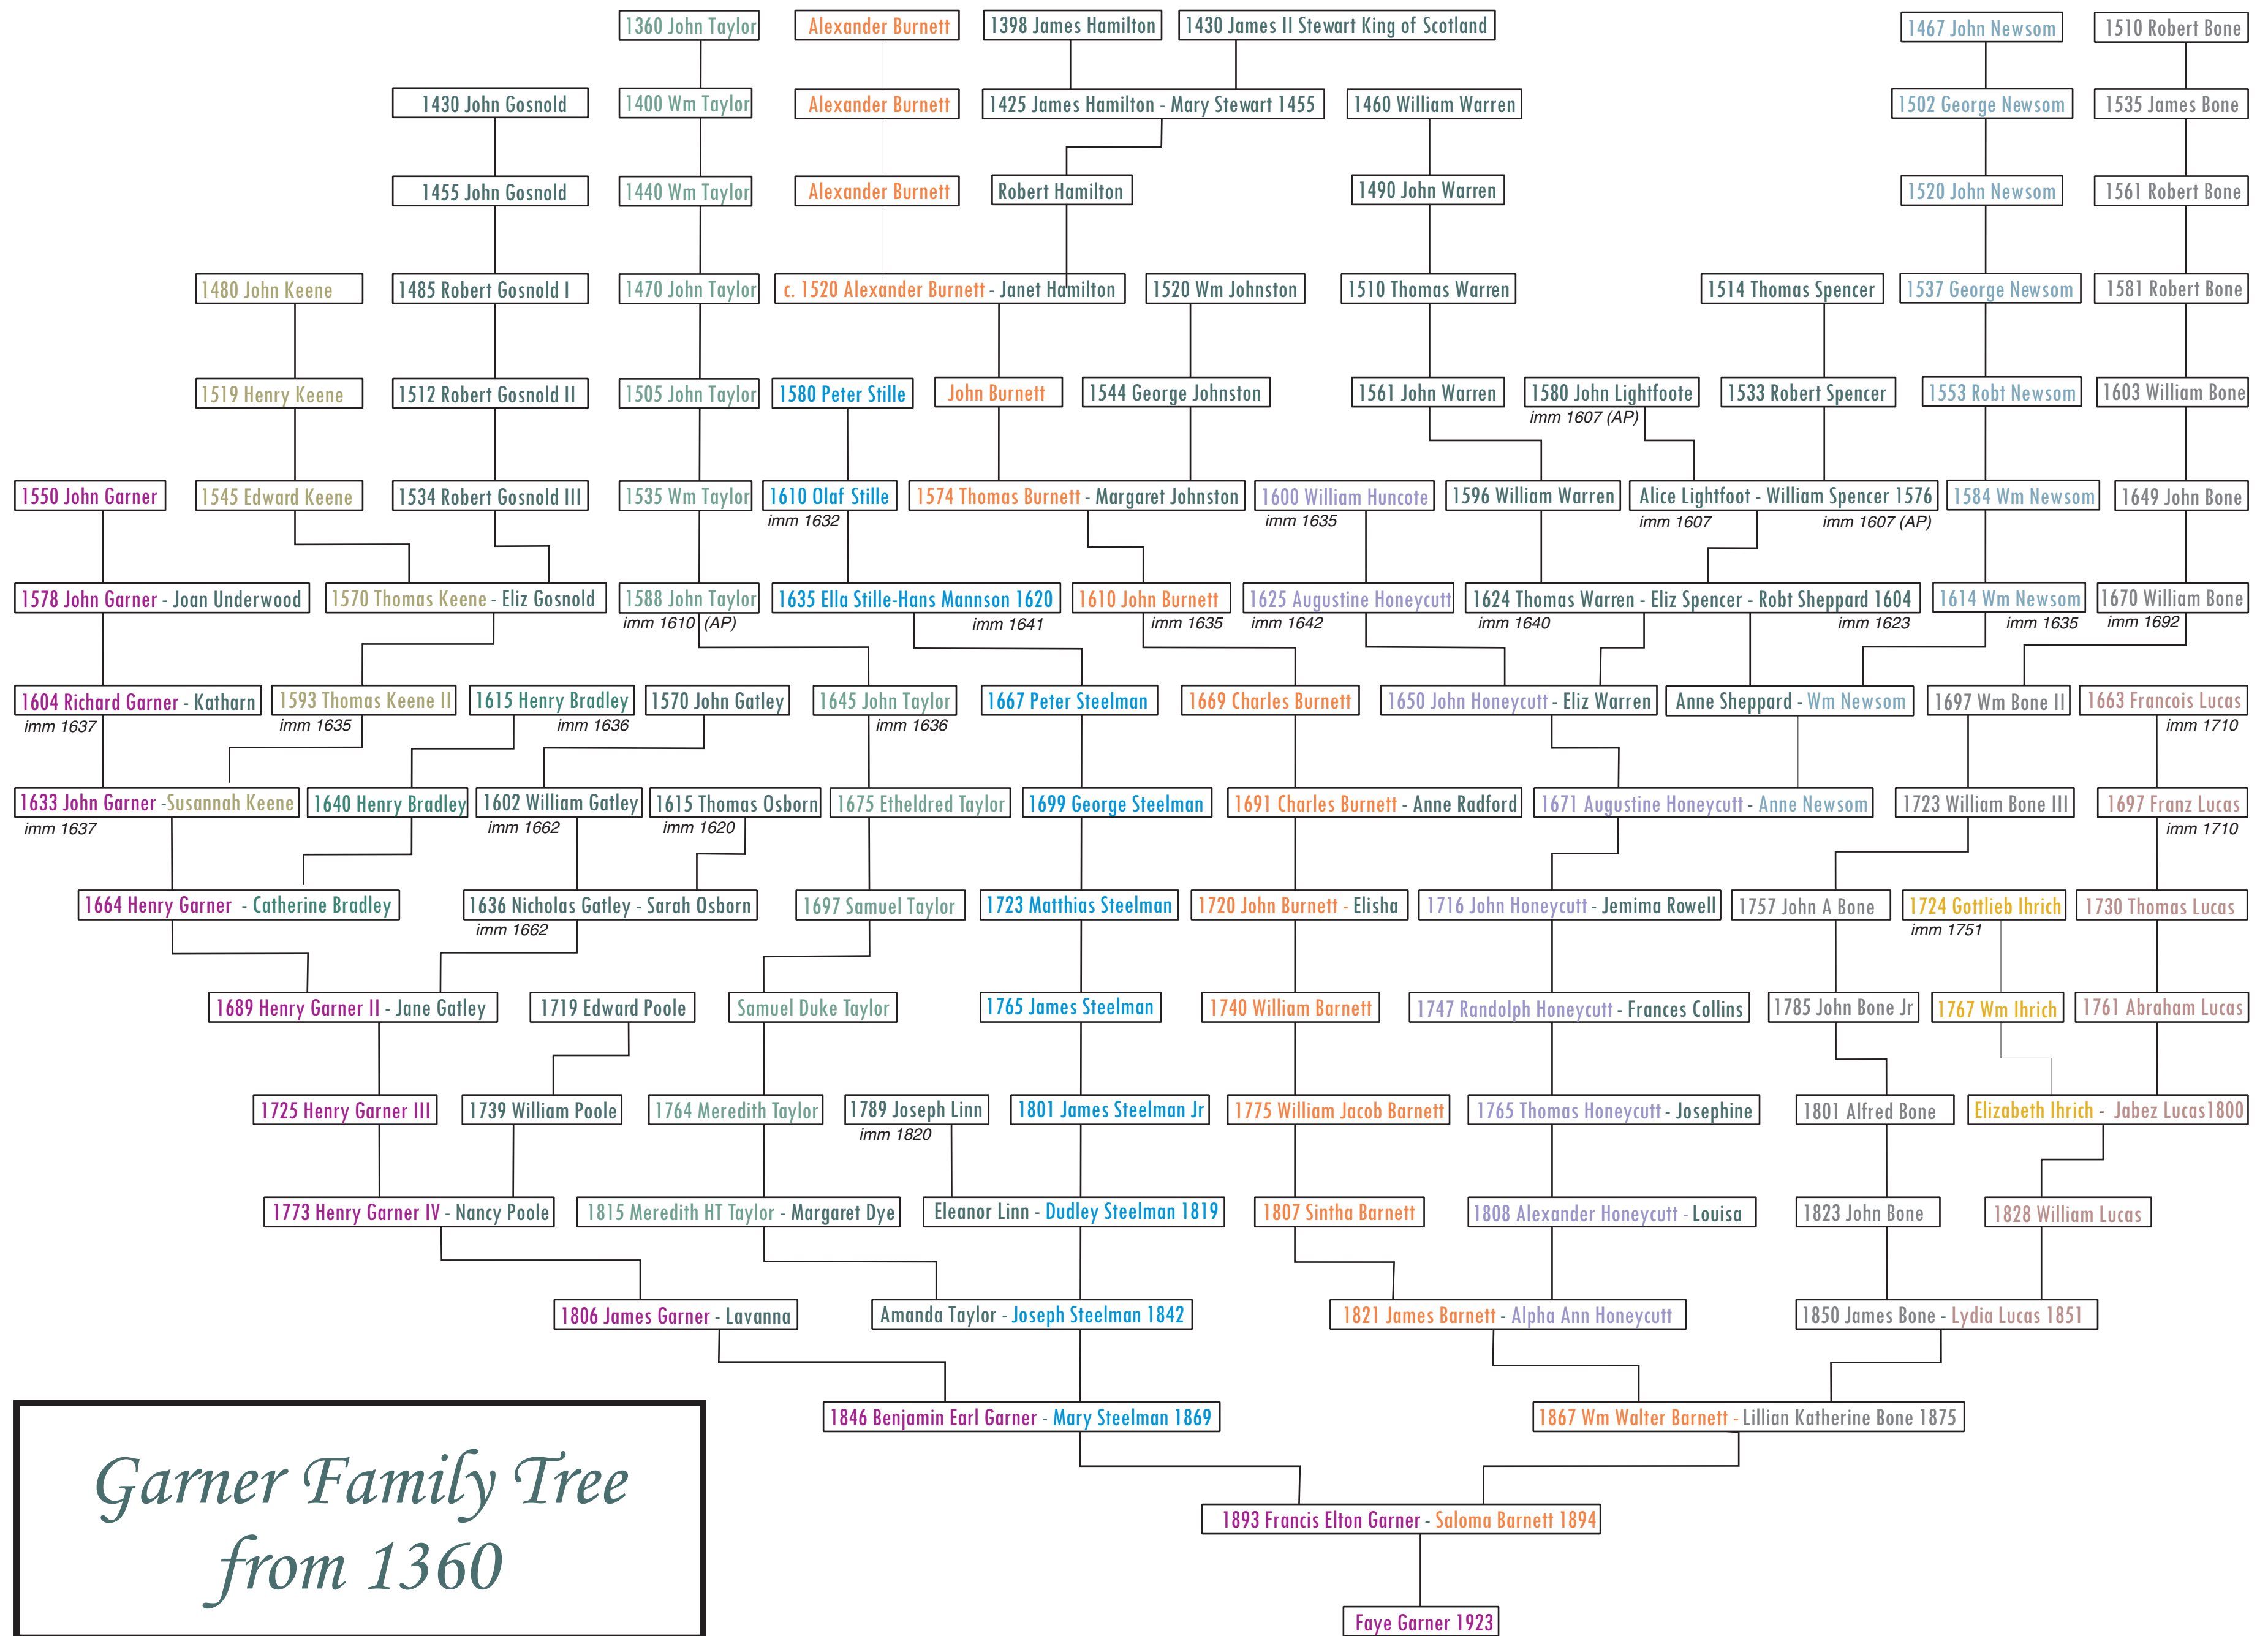 1360 John Taylor
Alexander Burnett
1398 James Hamilton
1430 James II Stewart King of Scotland
1467 John Newsom
1510 Robert Bone
1430 John Gosnold
1400 Wm Taylor
Alexander Burnett
1425 James Hamilton - Mary Stewart 1455
1460 William Warren
1502 George Newsom
1535 James Bone
1455 John Gosnold
1440 Wm Taylor
Alexander Burnett
Robert Hamilton
1490 John Warren
1520 John Newsom
1561 Robert Bone
1480 John Keene
1485 Robert Gosnold I
1470 John Taylor
c. 1520 Alexander Burnett - Janet Hamilton
1520 Wm Johnston
1510 Thomas Warren
1514 Thomas Spencer
1537 George Newsom
1581 Robert Bone
1519 Henry Keene
1512 Robert Gosnold II
1505 John Taylor
1580 Peter Stille
John Burnett
1544 George Johnston
1561 John Warren
1580 John Lightfoote
imm 1607 (AP)
1533 Robert Spencer
1553 Robt Newsom
1603 William Bone
1550 John Garner
1545 Edward Keene
1534 Robert Gosnold III
1535 Wm Taylor
1610 Olaf Stille
imm 1632
1574 Thomas Burnett - Margaret Johnston
1600 William Huncote
imm 1635
1596 William Warren
Alice Lightfoot - William Spencer 1576
imm 1607
imm 1607 (AP)
1584 Wm Newsom
1649 John Bone
1578 John Garner - Joan Underwood
1570 Thomas Keene - Eliz Gosnold
1588 John Taylor
imm 1610 (AP)
1635 Ella Stille-Hans Mannson 1620
imm 1641
1610 John Burnett
imm 1635
1625 Augustine Honeycutt
imm 1642
1624 Thomas Warren - Eliz Spencer - Robt Sheppard 1604
imm 1640
imm 1623
1614 Wm Newsom
imm 1635
1670 William Bone
imm 1692
1604 Richard Garner - Katharn
imm 1637
1593 Thomas Keene II
imm 1635
1615 Henry Bradley
imm 1636
1570 John Gatley
1645 John Taylor
imm 1636
1667 Peter Steelman
1669 Charles Burnett
1650 John Honeycutt - Eliz Warren
Anne Sheppard - Wm Newsom
1697 Wm Bone II
1663 Francois Lucas
imm 1710
1633 John Garner -Susannah Keene
imm 1637
1640 Henry Bradley
1602 William Gatley
imm 1662
1615 Thomas Osborn
imm 1620
1675 Etheldred Taylor
1699 George Steelman
1691 Charles Burnett - Anne Radford
1671 Augustine Honeycutt - Anne Newsom
1723 William Bone III
1697 Franz Lucas
imm 1710
1664 Henry Garner - Catherine Bradley
1636 Nicholas Gatley - Sarah Osborn
imm 1662
1697 Samuel Taylor
1723 Matthias Steelman
1720 John Burnett - Elisha
1716 John Honeycutt - Jemima Rowell
1757 John A Bone
1724 Gottlieb Ihrich
imm 1751
1730 Thomas Lucas
1689 Henry Garner II - Jane Gatley
1719 Edward Poole
Samuel Duke Taylor
1765 James Steelman
1740 William Barnett
1747 Randolph Honeycutt - Frances Collins
1785 John Bone Jr
1767 Wm Ihrich
1761 Abraham Lucas
1725 Henry Garner III
1739 William Poole
1764 Meredith Taylor
1789 Joseph Linn
imm 1820
1801 James Steelman Jr
1775 William Jacob Barnett
1765 Thomas Honeycutt - Josephine
1801 Alfred Bone
Elizabeth Ihrich - Jabez Lucas1800
1773 Henry Garner IV - Nancy Poole
1815 Meredith HT Taylor - Margaret Dye
Eleanor Linn - Dudley Steelman 1819
1807 Sintha Barnett
1808 Alexander Honeycutt - Louisa
1823 John Bone
1828 William Lucas
1806 James Garner - Lavanna
Amanda Taylor - Joseph Steelman 1842
1821 James Barnett - Alpha Ann Honeycutt
1850 James Bone - Lydia Lucas 1851
1846 Benjamin Earl Garner - Mary Steelman 1869
1867 Wm Walter Barnett - Lillian Katherine Bone 1875
1893 Francis Elton Garner - Saloma Barnett 1894
Faye Garner 1923
Garner Family Tree
from 1360